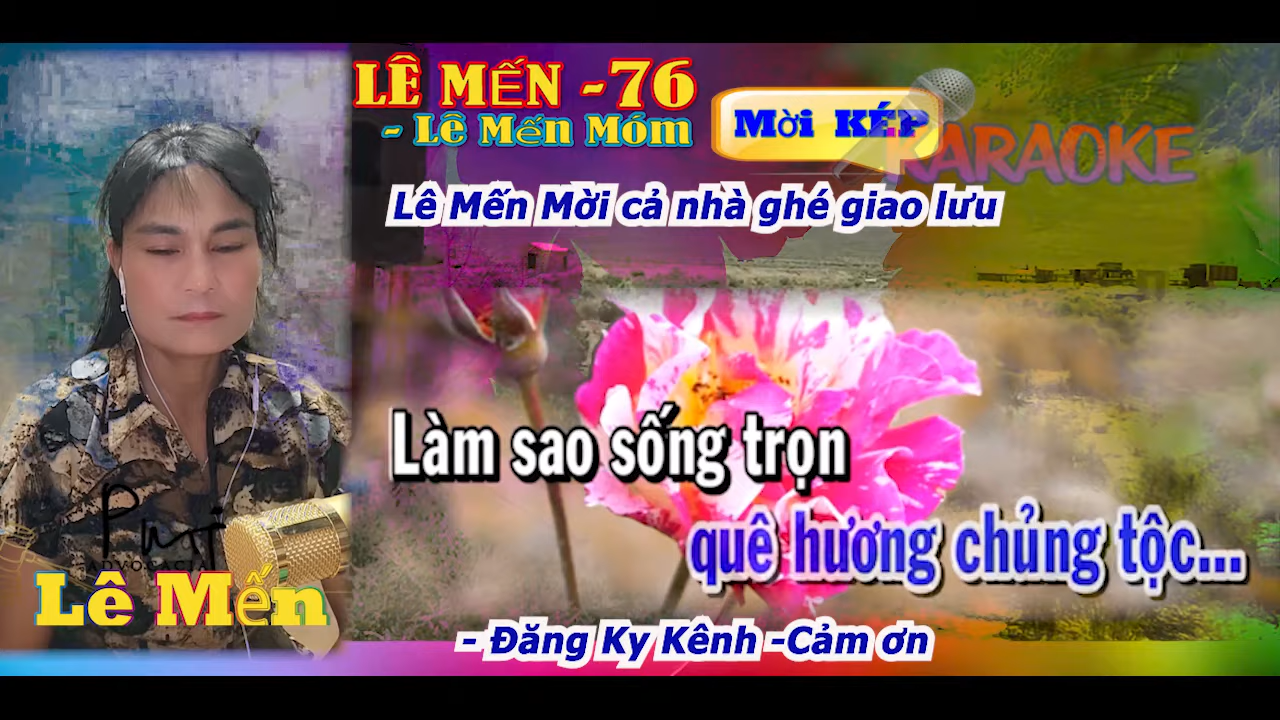 LÊ MẾN -76
- Lê Mến Móm
Mời KÉP
KARAOKE
Lê Mến Mời cả nhà ghé giao lưu
Làm sao sống trọn
quê hương chủng tộc...
ADVOCACIA
Lê Mến
- Đăng Ky Kênh -Cảm ơn